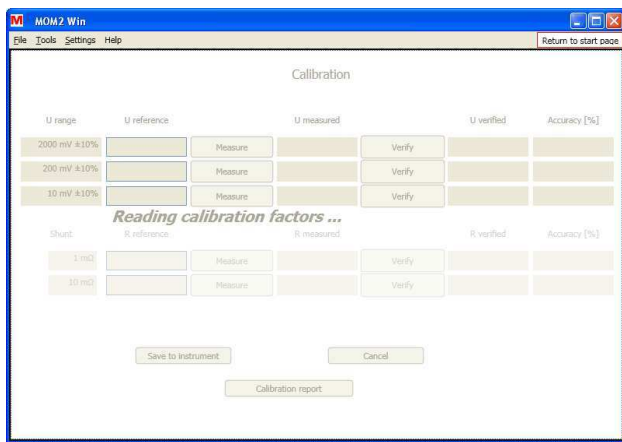 M MOM2 Win
File Tools Settings Help Return to start page
Calibration
U range U reference U measured U verified Accuracy [%]
2000 mV ±10% Measure Verify
200 mV ±10% Measure Verify
10 mV ±10% Measure Verify
Reading calibration factors ...
Shunt R reference R measured R verified Accuracy [%]
1 mΩ Measure Verify
10 mΩ Measure Verify
Save to instrument Cancel
Calibration report